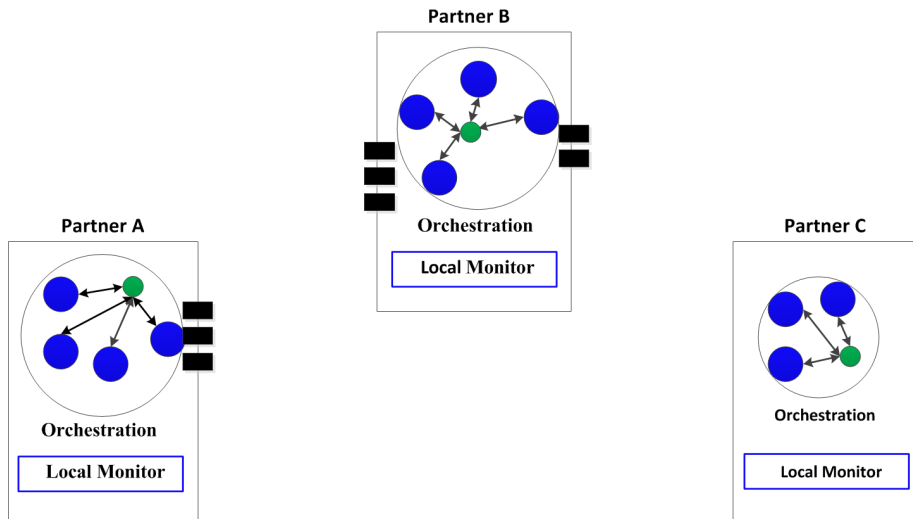 Partner B
Orchestration
Local Monitor
Partner A
Orchestration
Local Monitor
Partner C
Orchestration
Local Monitor